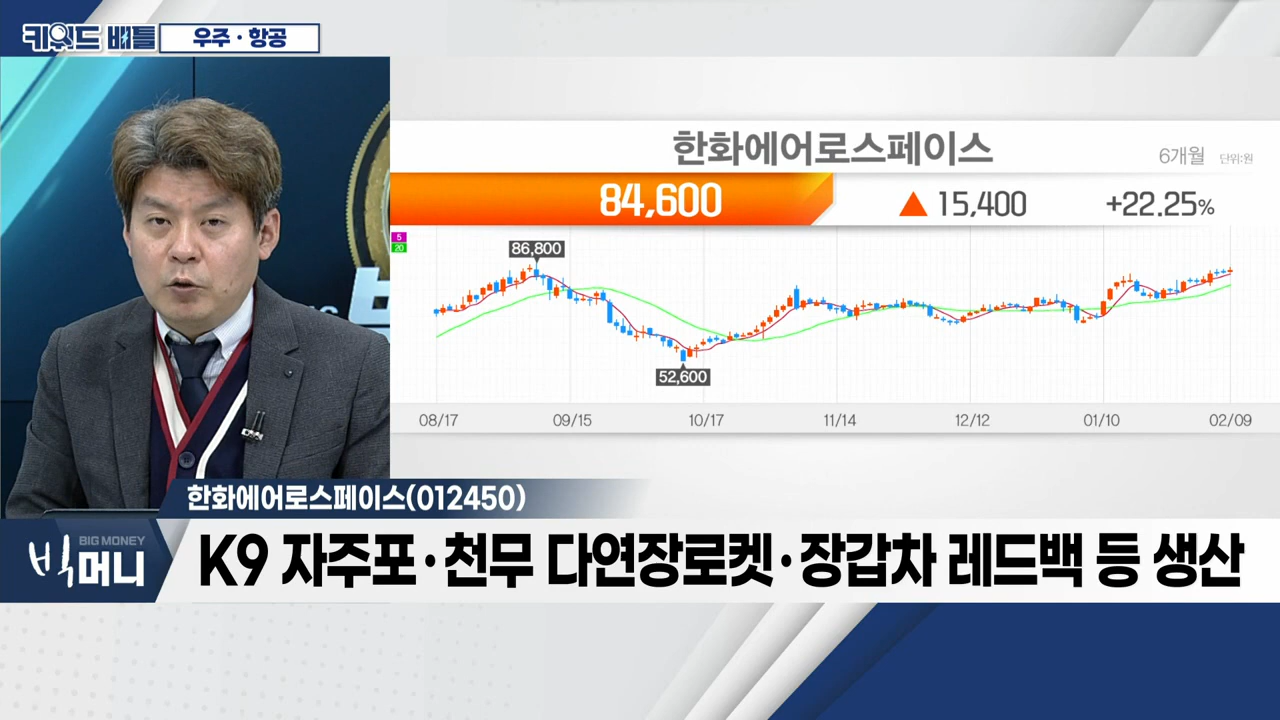 키워드 배틀
우주·항공
한화에어로스페이스
6개월 단위:원
84,600 ▲ 15,400 +22.25%
5
20
86,800
52,600
08/17 09/15 10/17 11/14 12/12 01/10 02/09
한화에어로스페이스(012450)
BIG MONEY
빅머니
K9 자주포·천무 다연장로켓·장갑차 레드백 등 생산